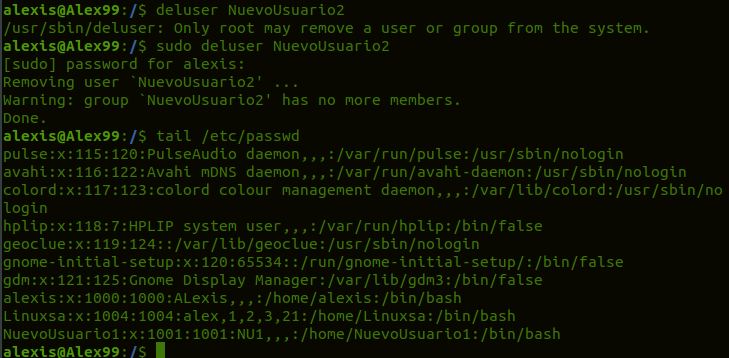 alexis@Alex99:/$ deluser NuevoUsuario2
/usr/sbin/deluser: Only root may remove a user or group from the system.
alexis@Alex99:/$ sudo deluser NuevoUsuario2
[sudo] password for alexis:
Removing user `NuevoUsuario2' ...
Warning: group `NuevoUsuario2' has no more members.
Done.
alexis@Alex99:/$ tail /etc/passwd
pulse:x:115:120:PulseAudio daemon,,,:/var/run/pulse:/usr/sbin/nologin
avahi:x:116:122:Avahi mDNS daemon,,,:/var/run/avahi-daemon:/usr/sbin/nologin
colord:x:117:123:colord colour management daemon,,,:/var/lib/colord:/usr/sbin/no
login
hplip:x:118:7:HPLIP system user,,,:/var/run/hplip:/bin/false
geoclue:x:119:124::/var/lib/geoclue:/usr/sbin/nologin
gnome-initial-setup:x:120:65534::/run/gnome-initial-setup/:/bin/false
gdm:x:121:125:Gnome Display Manager:/var/lib/gdm3:/bin/false
alexis:x:1000:1000:ALexis,,,:/home/alexis:/bin/bash
Linuxsa:x:1004:1004:alex,1,2,3,21:/home/Linuxsa:/bin/bash
NuevoUsuario1:x:1001:1001:NU1,,,:/home/NuevoUsuario1:/bin/bash
alexis@Alex99:/$